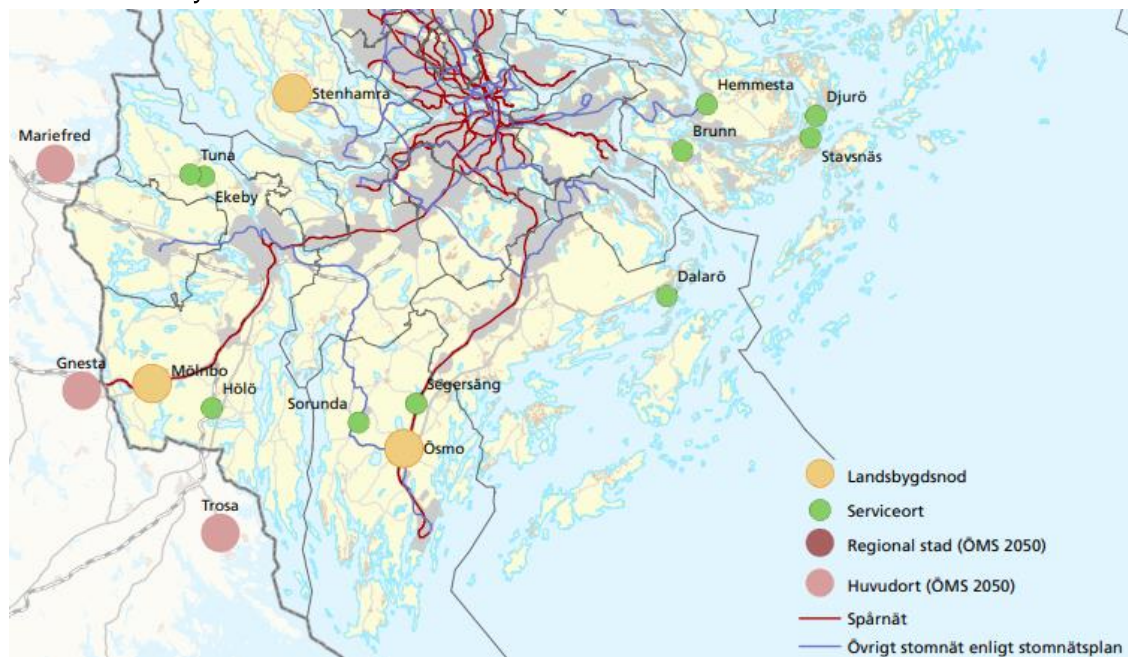 Stenhamra
Hemmesta
Djurö
Mariefred
Tuna
Brunn
Stavsnäs
Ekeby
Dalarö
Gnesta
Mölnbo
Hölö
Segersäng
Sorunda
Ösmo
Trosa
Landsbygdsnod
Serviceort
Regional stad (ÖMS 2050)
Huvudort (ÖMS 2050)
Spårnät
Övrigt stomnät enligt stomnätsplan